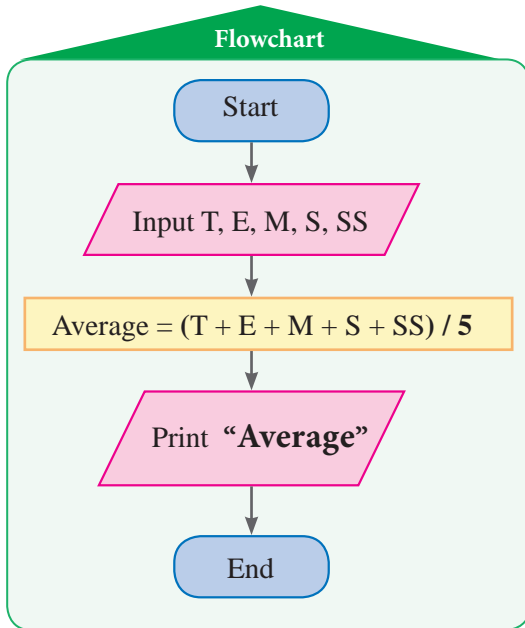 Flowchart
Start
Input T, E, M, S, SS
Average = (T + E + M + S + SS) / 5
Print “Average”
End